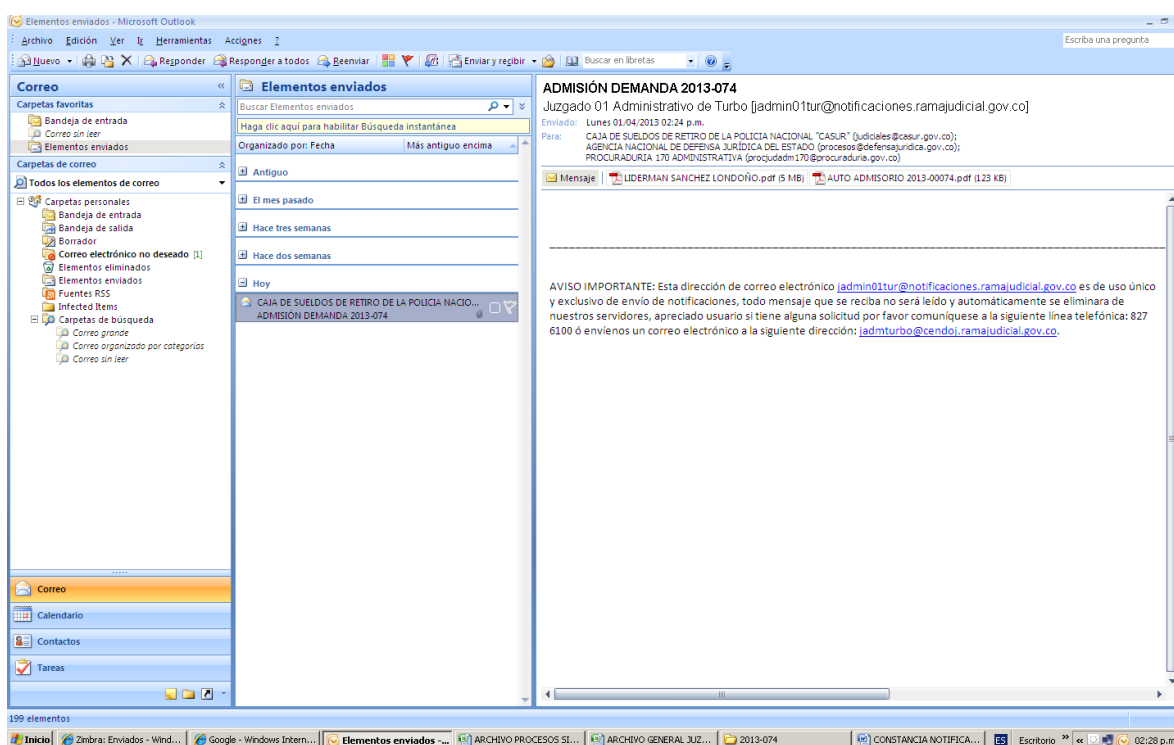 Elementos enviados - Microsoft Outlook
Archivo Edición Ver Ir Herramientas Acciones ?
Escriba una pregunta
Nuevo Responder Responder a todos Reenviar Enviar y recibir Buscar en libretas
Correo «
Carpetas favoritas
Bandeja de entrada
Correo sin leer
Elementos enviados
Carpetas de correo
Todos los elementos de correo
Carpetas personales
Bandeja de entrada
Bandeja de salida
Borrador
Correo electrónico no deseado [1]
Elementos eliminados
Elementos enviados
Fuentes RSS
Infected Items
Carpetas de búsqueda
Correo grande
Correo organizado por categorías
Correo sin leer
Correo
Calendario
Contactos
Tareas
Elementos enviados
Buscar Elementos enviados
Haga clic aquí para habilitar Búsqueda instantánea
Organizado por: Fecha Más antiguo encima
Antiguo
El mes pasado
Hace tres semanas
Hace dos semanas
Hoy
CAJA DE SUELDOS DE RETIRO DE LA POLICIA NACIO...
ADMISIÓN DEMANDA 2013-074
ADMISIÓN DEMANDA 2013-074
Juzgado 01 Administrativo de Turbo [jadmin01tur@notificaciones.ramajudicial.gov.co]
Enviado: Lunes 01/04/2013 02:24 p.m.
Para: CAJA DE SUELDOS DE RETIRO DE LA POLICIA NACIONAL "CASUR" (judiciales@casur.gov.co);
AGENCIA NACIONAL DE DEFENSA JURÍDICA DEL ESTADO (procesos@defensajuridica.gov.co);
PROCURADURIA 170 ADMINISTRATIVA (procjudadm170@procuraduria.gov.co)
Mensaje LIDERMAN SANCHEZ LONDOÑO.pdf (5 MB) AUTO ADMISORIO 2013-00074.pdf (123 KB)
AVISO IMPORTANTE: Esta dirección de correo electrónico jadmin01tur@notificaciones.ramajudicial.gov.co es de uso único
y exclusivo de envío de notificaciones, todo mensaje que se reciba no será leído y automáticamente se eliminara de
nuestros servidores, apreciado usuario si tiene alguna solicitud por favor comuníquese a la siguiente línea telefónica: 827
6100 ó envíenos un correo electrónico a la siguiente dirección: jadmturbo@cendoj.ramajudicial.gov.co.
199 elementos
Inicio Zimbra: Enviados - Wind... Google - Windows Intern... Elementos enviados -... ARCHIVO PROCESOS SI... ARCHIVO GENERAL JUZ... 2013-074 CONSTANCIA NOTIFICA... ES Escritorio » « 02:28 p.m